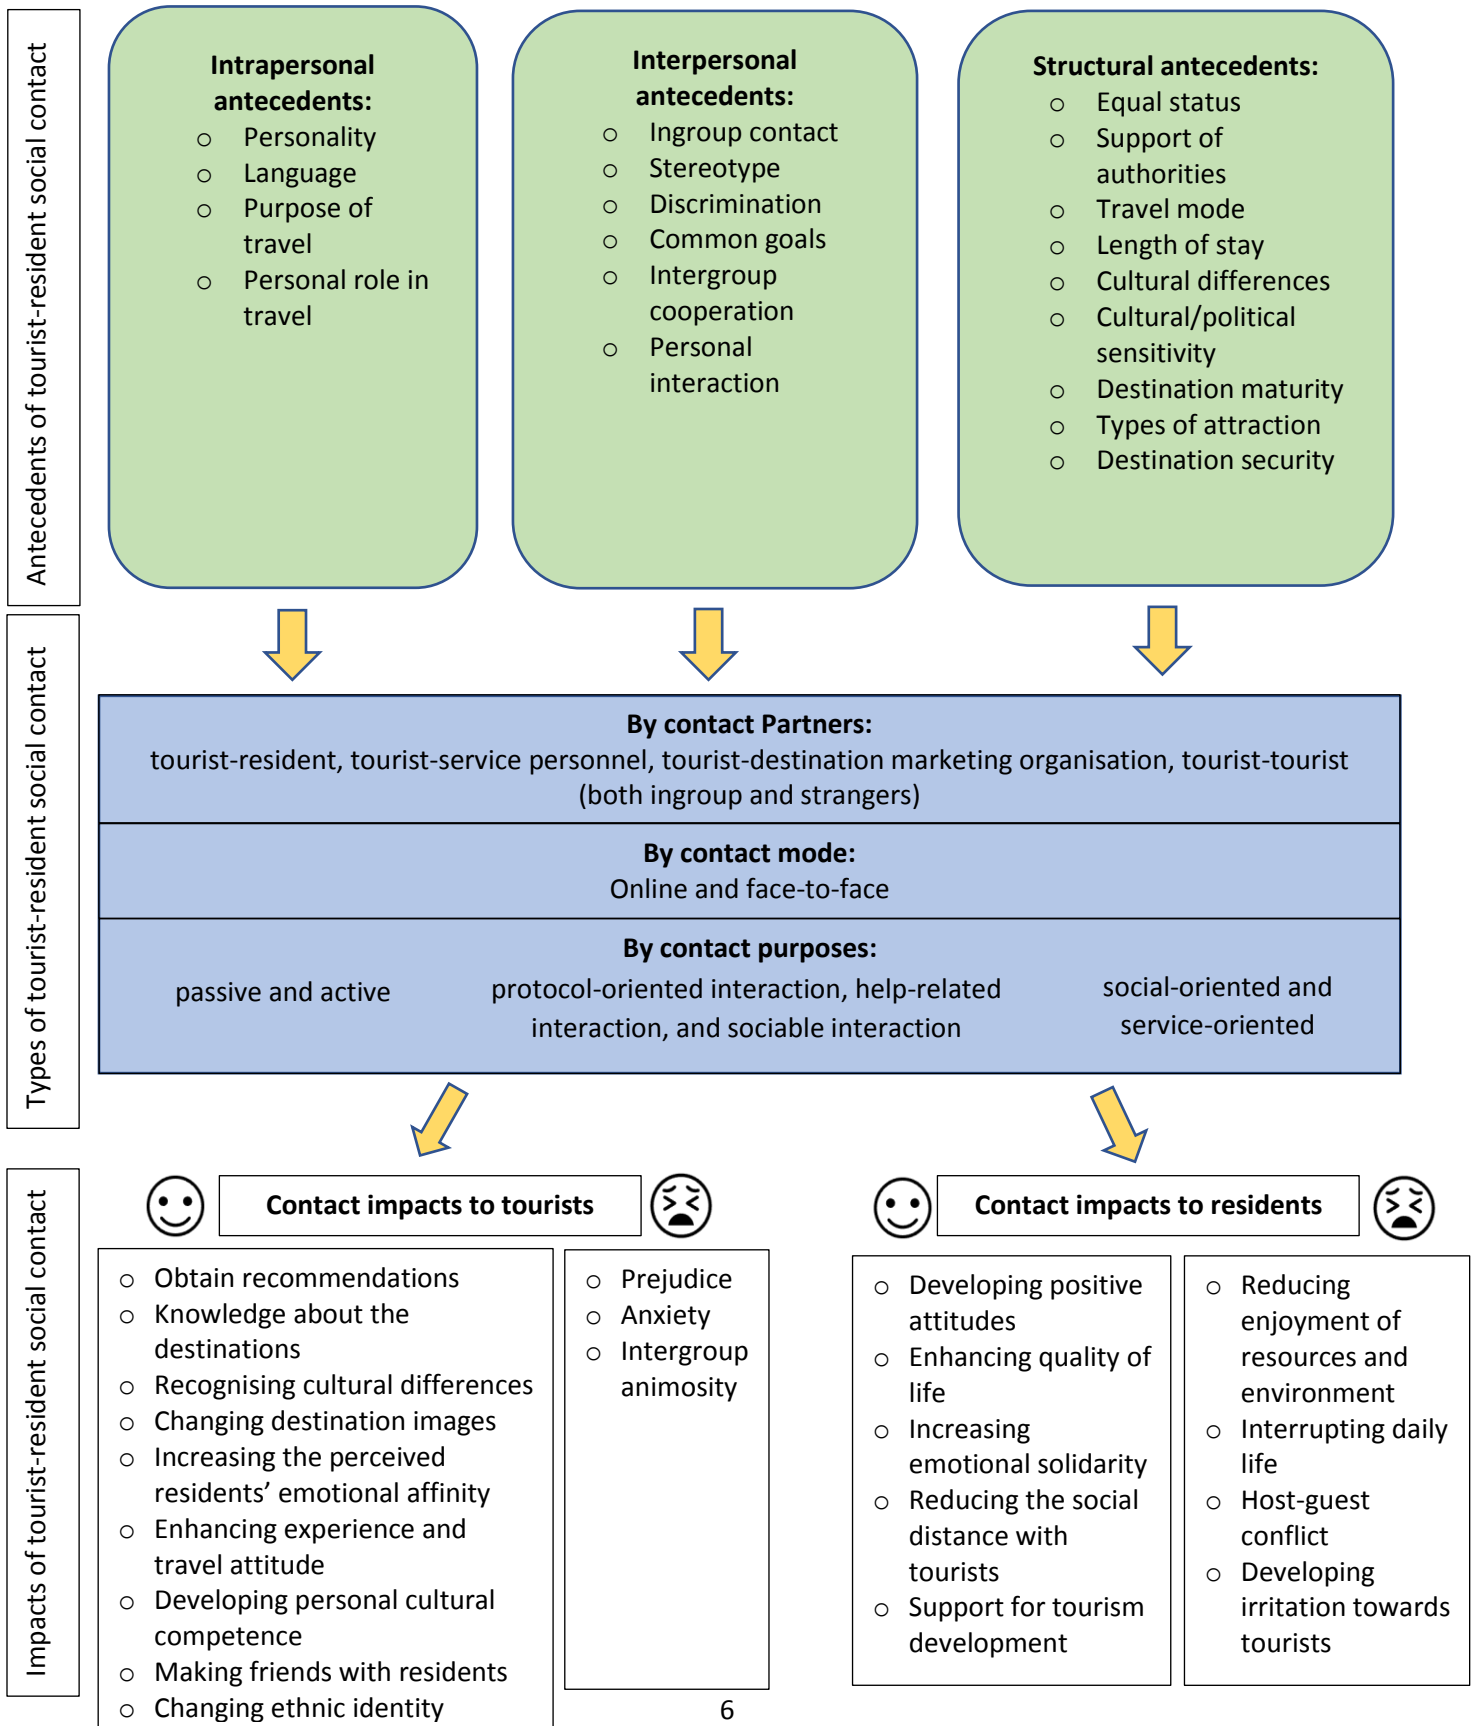 Antecedents of tourist-resident social contact
Intrapersonal
antecedents:
o Personality
o Language
o Purpose of
travel
o Personal role in
travel
Interpersonal
antecedents:
o Ingroup contact
o Stereotype
o Discrimination
o Common goals
o Intergroup
cooperation
o Personal
interaction
Structural antecedents:
o Equal status
o Support of
authorities
o Travel mode
o Length of stay
o Cultural differences
o Cultural/political
sensitivity
o Destination maturity
o Types of attraction
o Destination security
Types of tourist-resident social contact
By contact Partners:
tourist-resident, tourist-service personnel, tourist-destination marketing organisation, tourist-tourist
(both ingroup and strangers)
By contact mode:
Online and face-to-face
By contact purposes:
passive and active
protocol-oriented interaction, help-related
interaction, and sociable interaction
social-oriented and
service-oriented
Impacts of tourist-resident social contact
Contact impacts to tourists
o Obtain recommendations
o Knowledge about the
destinations
o Recognising cultural differences
o Changing destination images
o Increasing the perceived
residents’ emotional affinity
o Enhancing experience and
travel attitude
o Developing personal cultural
competence
o Making friends with residents
o Changing ethnic identity
o Prejudice
o Anxiety
o Intergroup
animosity
Contact impacts to residents
o Developing positive
attitudes
o Enhancing quality of
life
o Increasing
emotional solidarity
o Reducing the social
distance with
tourists
o Support for tourism
development
o Reducing
enjoyment of
resources and
environment
o Interrupting daily
life
o Host-guest
conflict
o Developing
irritation towards
tourists
6